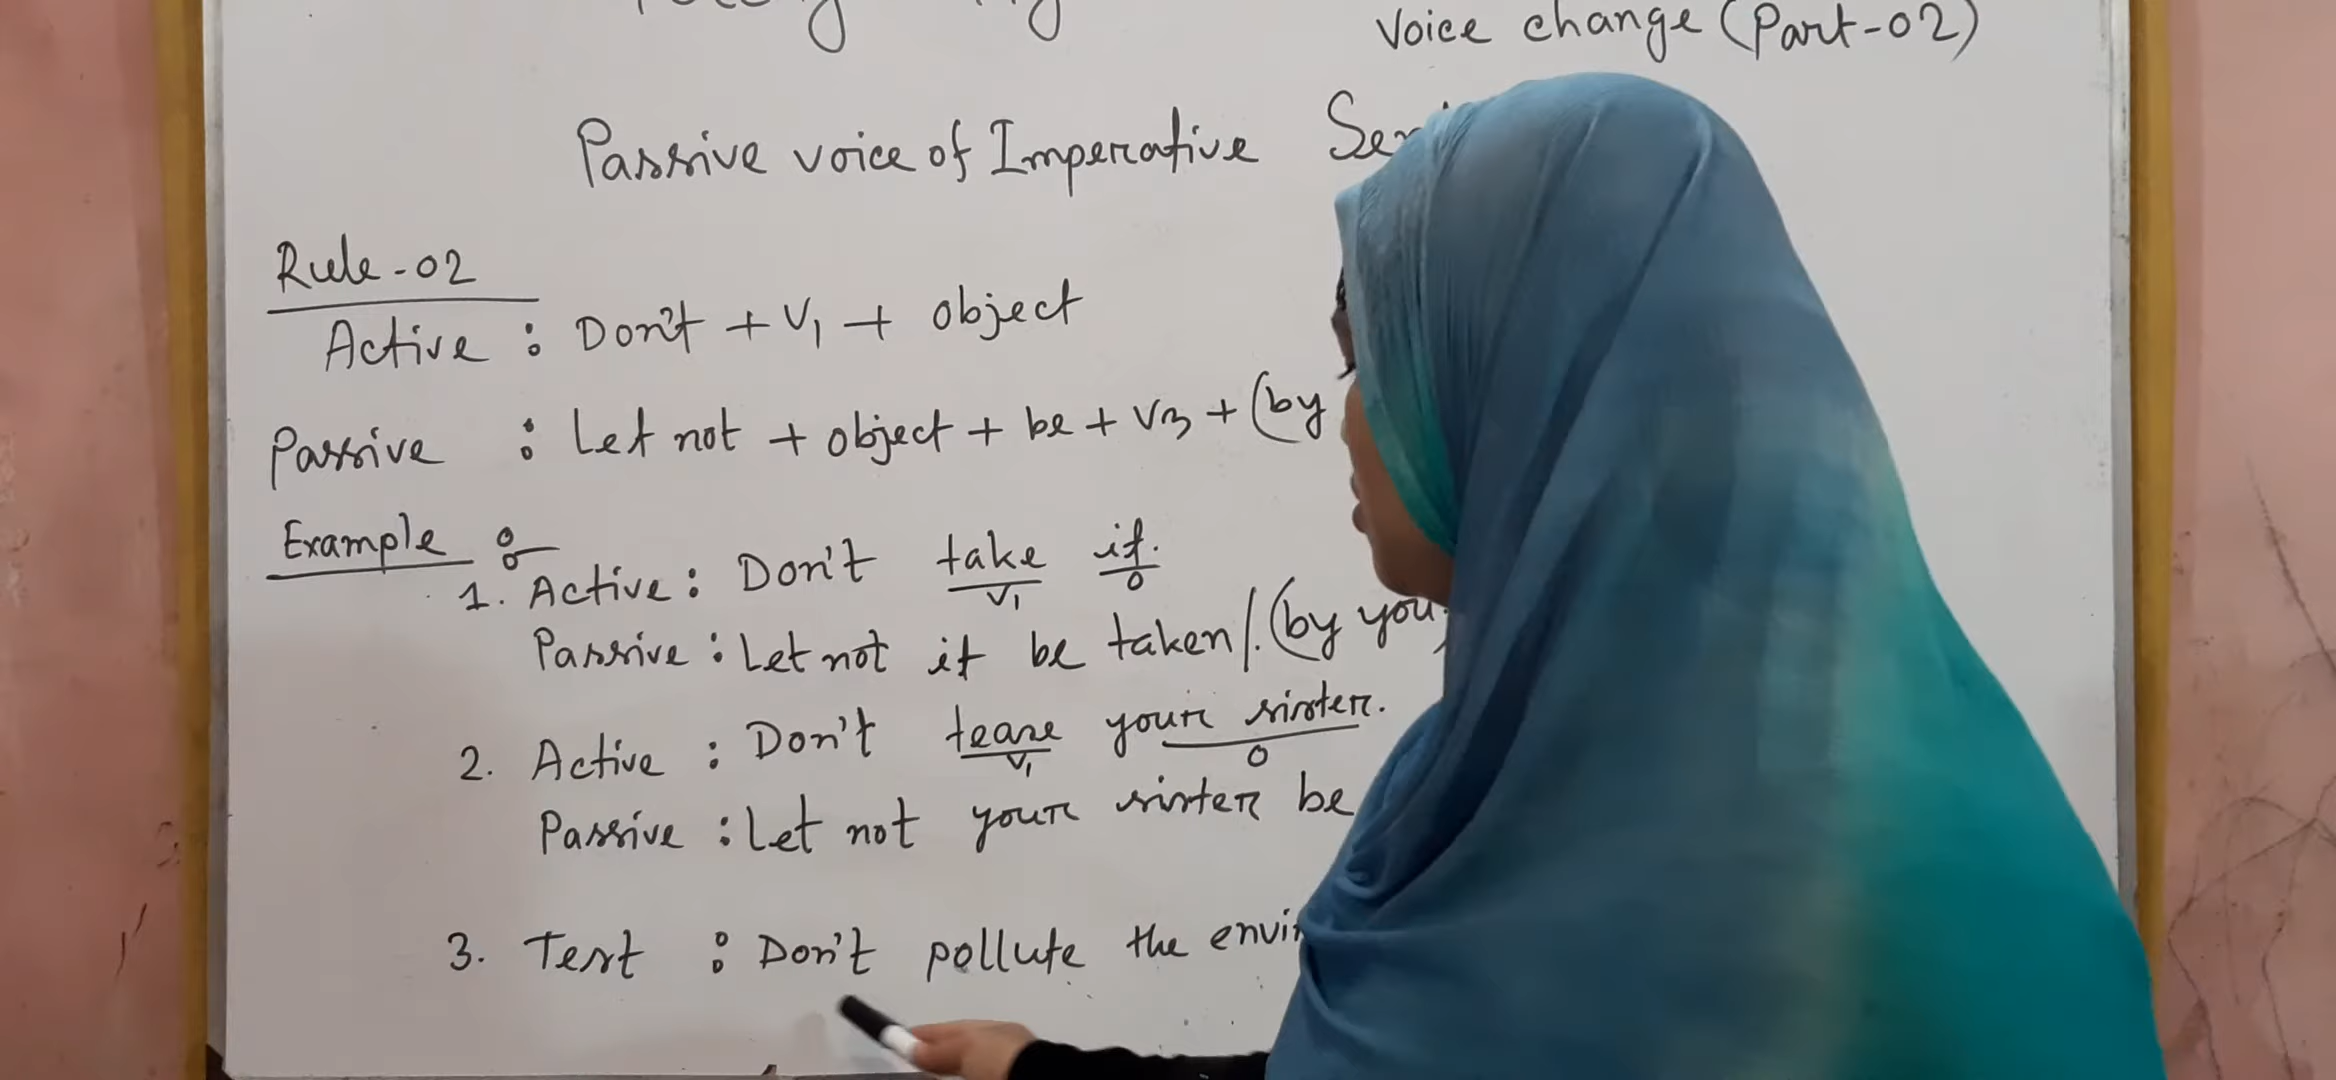 Voice change (Part-02)
Passive voice of Imperative
Rule-02
Active : Don't + V1 + object
Passive : Let not + object + be + V3 + (by
Example :-
1. Active : Don't take it.
V1 O
Passive : Let not it be taken/. (by you
2. Active : Don't tease your sister.
V1 O
Passive : Let not your sister be
3. Test : Don't pollute the